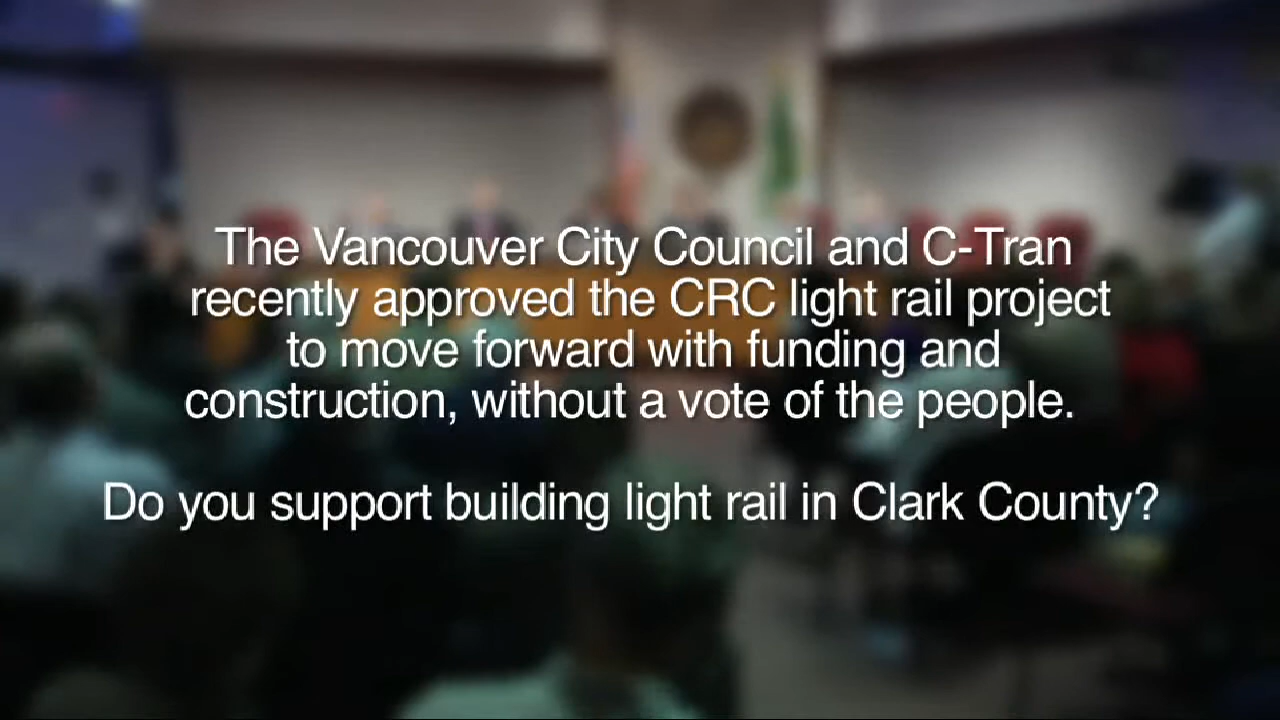 The Vancouver City Council and C-Tran
recently approved the CRC light rail project
to move forward with funding and
construction, without a vote of the people.
Do you support building light rail in Clark County?